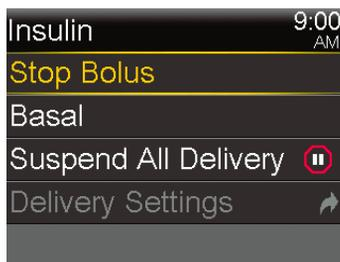 Insulin 9:00
AM
Stop Bolus
Basal
Suspend All Delivery
Delivery Settings